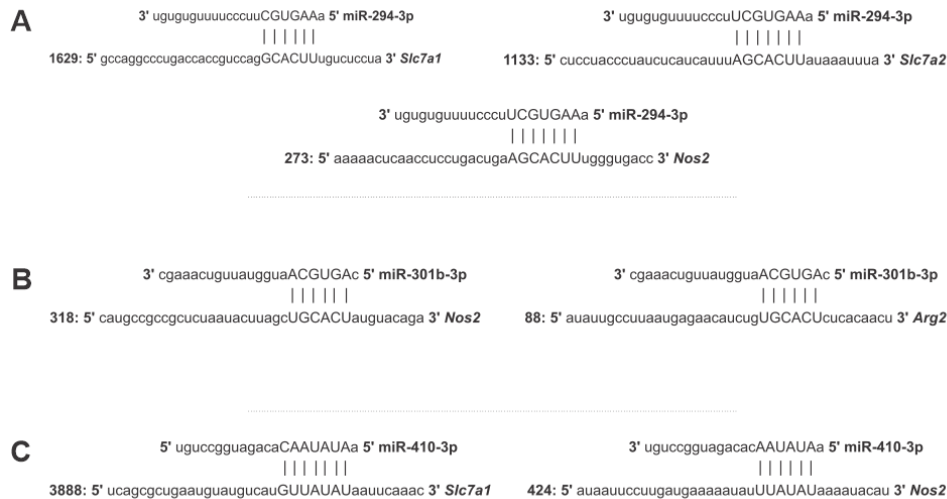 A
3' uguguguuuucccuuCGUGAAa 5' miR-294-3p
1629: 5' gccaggcccugaccaccguccagGCACUUugucuccua 3' Slc7a1
3' uguguguuuucccuUCGUGAAa 5' miR-294-3p
1133: 5' cuccuacccuaucucaucauuuAGCACUUauaaauuua 3' Slc7a2
3' uguguguuuucccuUCGUGAAa 5' miR-294-3p
273: 5' aaaaacucaaccuccugacugaAGCACUUugggugacc 3' Nos2
B
3' cgaaacuguuaugguaACGUGAc 5' miR-301b-3p
318: 5' caugccgccgcucuaauacuuagcUGCACUauguacaga 3' Nos2
3' cgaaacuguuaugguaACGUGAc 5' miR-301b-3p
88: 5' auauugccuuaaugagaacaucugUGCACUcucacaacu 3' Arg2
C
5' uguccgguagacaCAAUAUAa 5' miR-410-3p
3888: 5' ucagcgcugaauguaugucauGUUAUAUaauucaaac 3' Slc7a1
3' uguccgguagacacAAUAUAa 5' miR-410-3p
424: 5' auaauuccuugaugaaaaauauUUAUAUaaaauacau 3' Nos2